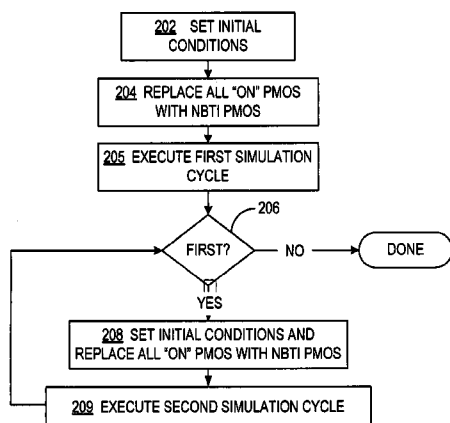 202 SET INITIAL
CONDITIONS
204 REPLACE ALL "ON" PMOS
WITH NBTI PMOS
205 EXECUTE FIRST SIMULATION
CYCLE
206
FIRST?
NO
DONE
YES
208 SET INITIAL CONDITIONS AND
REPLACE ALL "ON" PMOS WITH NBTI PMOS
209 EXECUTE SECOND SIMULATION CYCLE